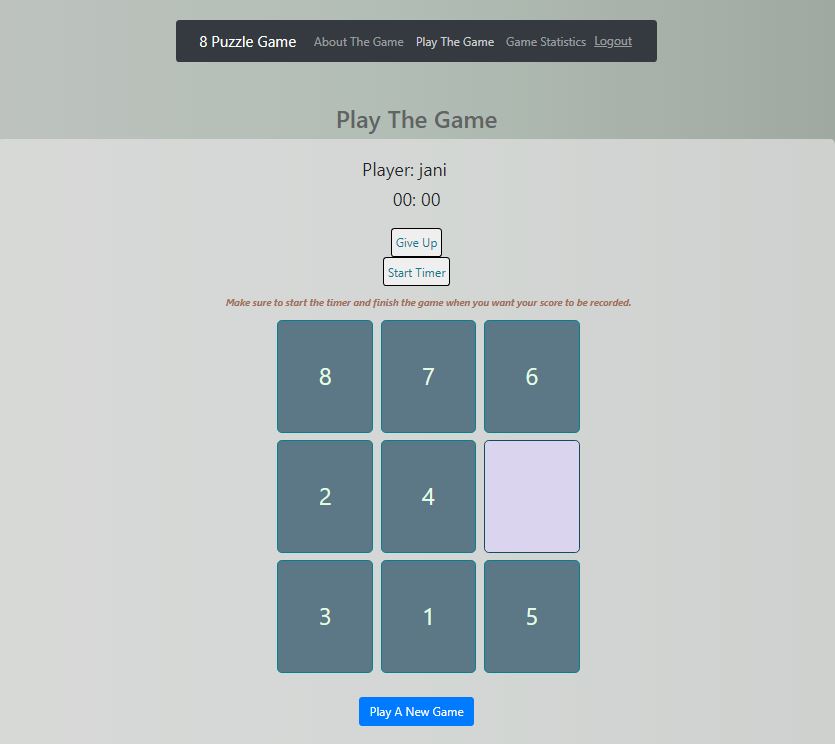 8 Puzzle Game About The Game Play The Game Game Statistics Logout
Play The Game
Player: jani
00: 00
Give Up
Start Timer
Make sure to start the timer and finish the game when you want your score to be recorded.
8 7 6
2 4
3 1 5
Play A New Game